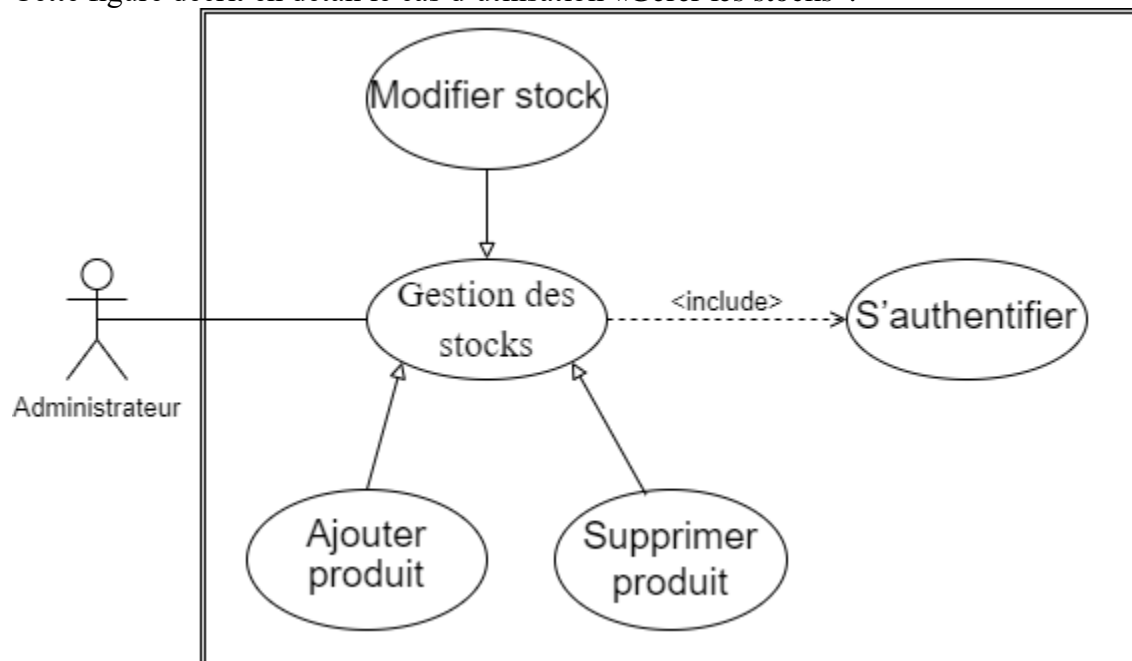 Modifier stock
Gestion des
stocks
<include>
S'authentifier
Administrateur
Ajouter
produit
Supprimer
produit